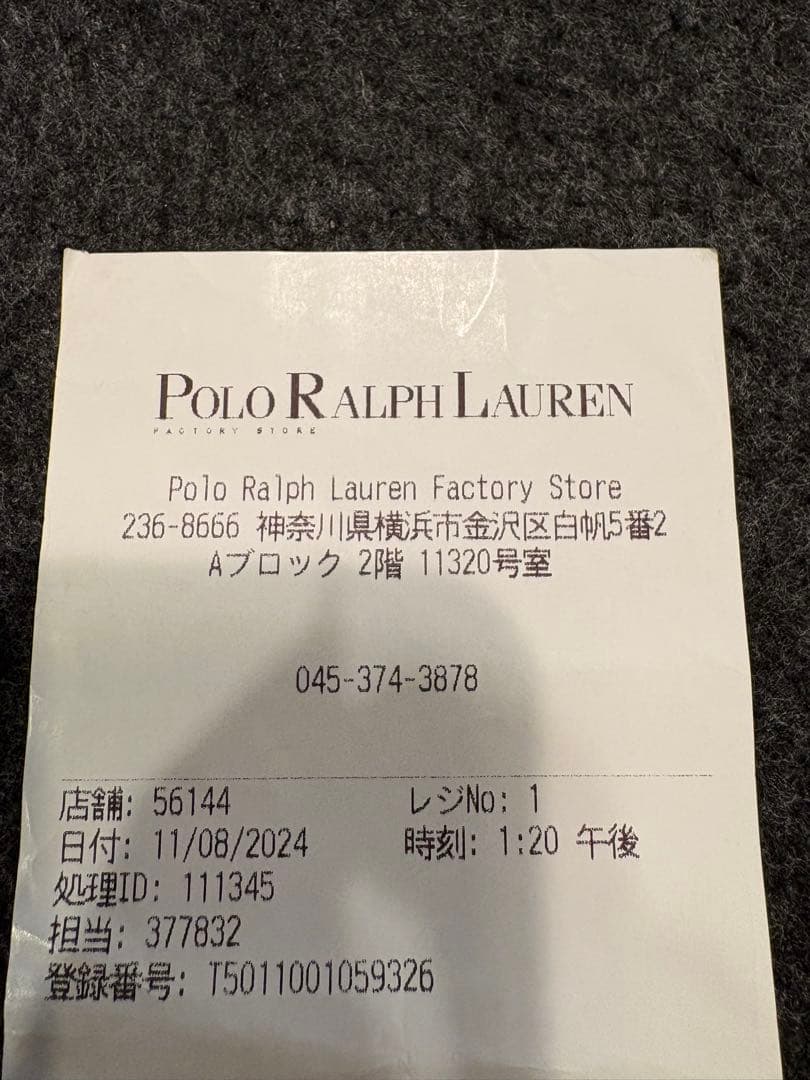 POLO RALPH LAUREN
FACTORY STORE
Polo Ralph Lauren Factory Store
236-8666 神奈川県横浜市金沢区白帆5番2
Aブロック 2階 11320号室
045-374-3878
店舗: 56144 レジNo: 1
日付: 11/08/2024 時刻: 1:20 午後
処理ID: 111345
担当: 377832
登録番号: T5011001059326